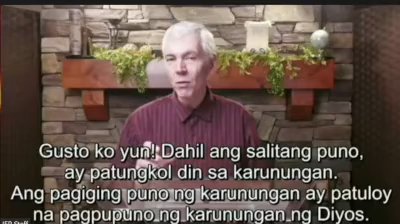 Gusto ko yun! Dahil ang salitang puno,
ay patungkol din sa karunungan.
Ang pagiging puno ng karunungan ay patuloy
na pagpupuno ng karunungan ng Diyos.